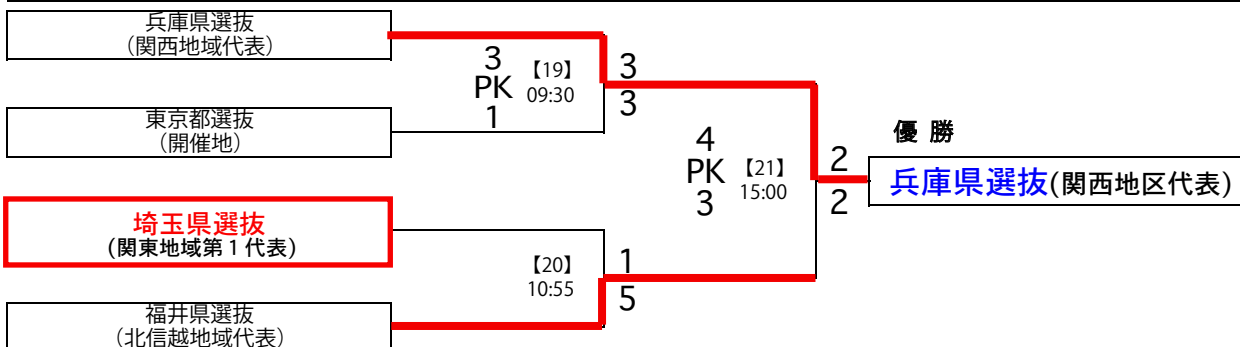 兵庫県選抜
（関西地域代表）
3
PK
1
【19】
09:30
3
3
東京都選抜
（開催地）
4
PK
3
【21】
15:00
2
2
優 勝
兵庫県選抜(関西地区代表)
埼玉県選抜
(関東地域第１代表)
【20】
10:55
1
5
福井県選抜
（北信越地域代表）